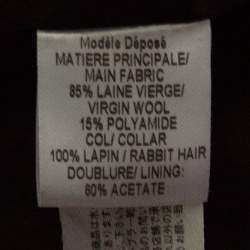 Modèle Déposé
MATIERE PRINCIPALE/
MAIN FABRIC
85% LAINE VIERGE/
VIRGIN WOOL
15% POLYAMIDE
COL/ COLLAR
100% LAPIN / RABBIT HAIR
DOUBLURE/ LINING:
60% ACETATE